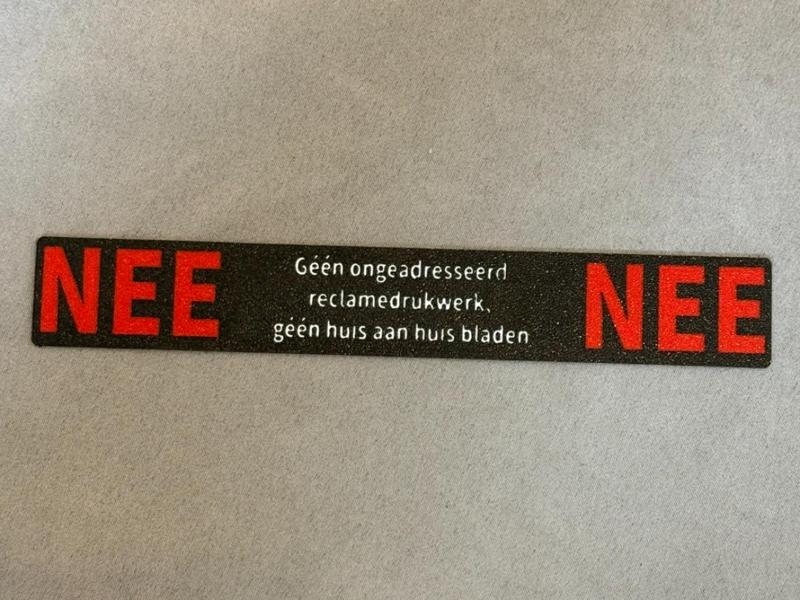 NEE
Géén ongeadresseerd
reclamedrukwerk,
géén huis aan huis bladen
NEE